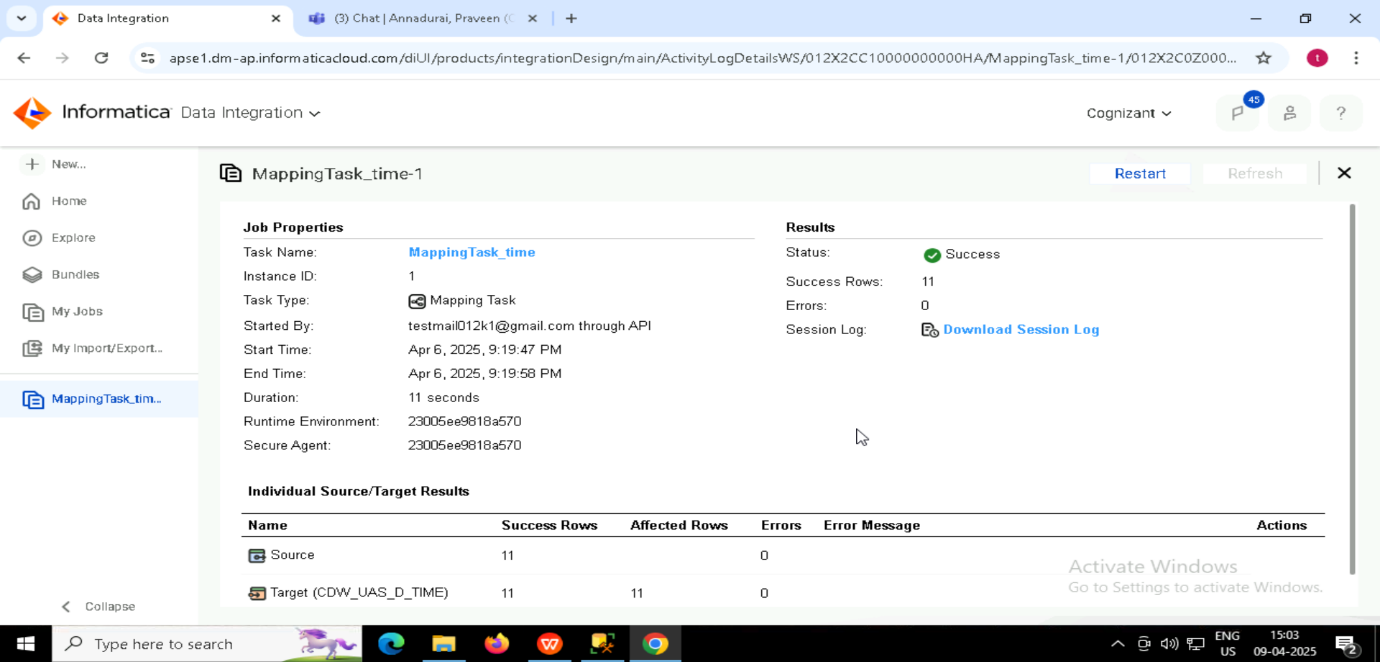 Data Integration
(3) Chat | Annadurai, Praveen (C
apse1.dm-ap.informaticacloud.com/diUI/products/integrationDesign/main/ActivityLogDetailsWS/012X2CC10000000000HA/MappingTask_time-1/012X2C0Z000...
t
Informatica Data Integration
Cognizant
45
?
New...
Home
Explore
Bundles
My Jobs
My Import/Export...
MappingTask_tim...
Collapse
MappingTask_time-1
Restart
Refresh
Job Properties
Task Name: MappingTask_time
Instance ID: 1
Task Type: Mapping Task
Started By: testmail012k1@gmail.com through API
Start Time: Apr 6, 2025, 9:19:47 PM
End Time: Apr 6, 2025, 9:19:58 PM
Duration: 11 seconds
Runtime Environment: 23005ee9818a570
Secure Agent: 23005ee9818a570
Results
Status: Success
Success Rows: 11
Errors: 0
Session Log: Download Session Log
Individual Source/Target Results
Name Success Rows Affected Rows Errors Error Message Actions
Source 11 0
Target (CDW_UAS_D_TIME) 11 11 0
Activate Windows
Go to Settings to activate Windows.
Type here to search
ENG
US
15:03
09-04-2025
2